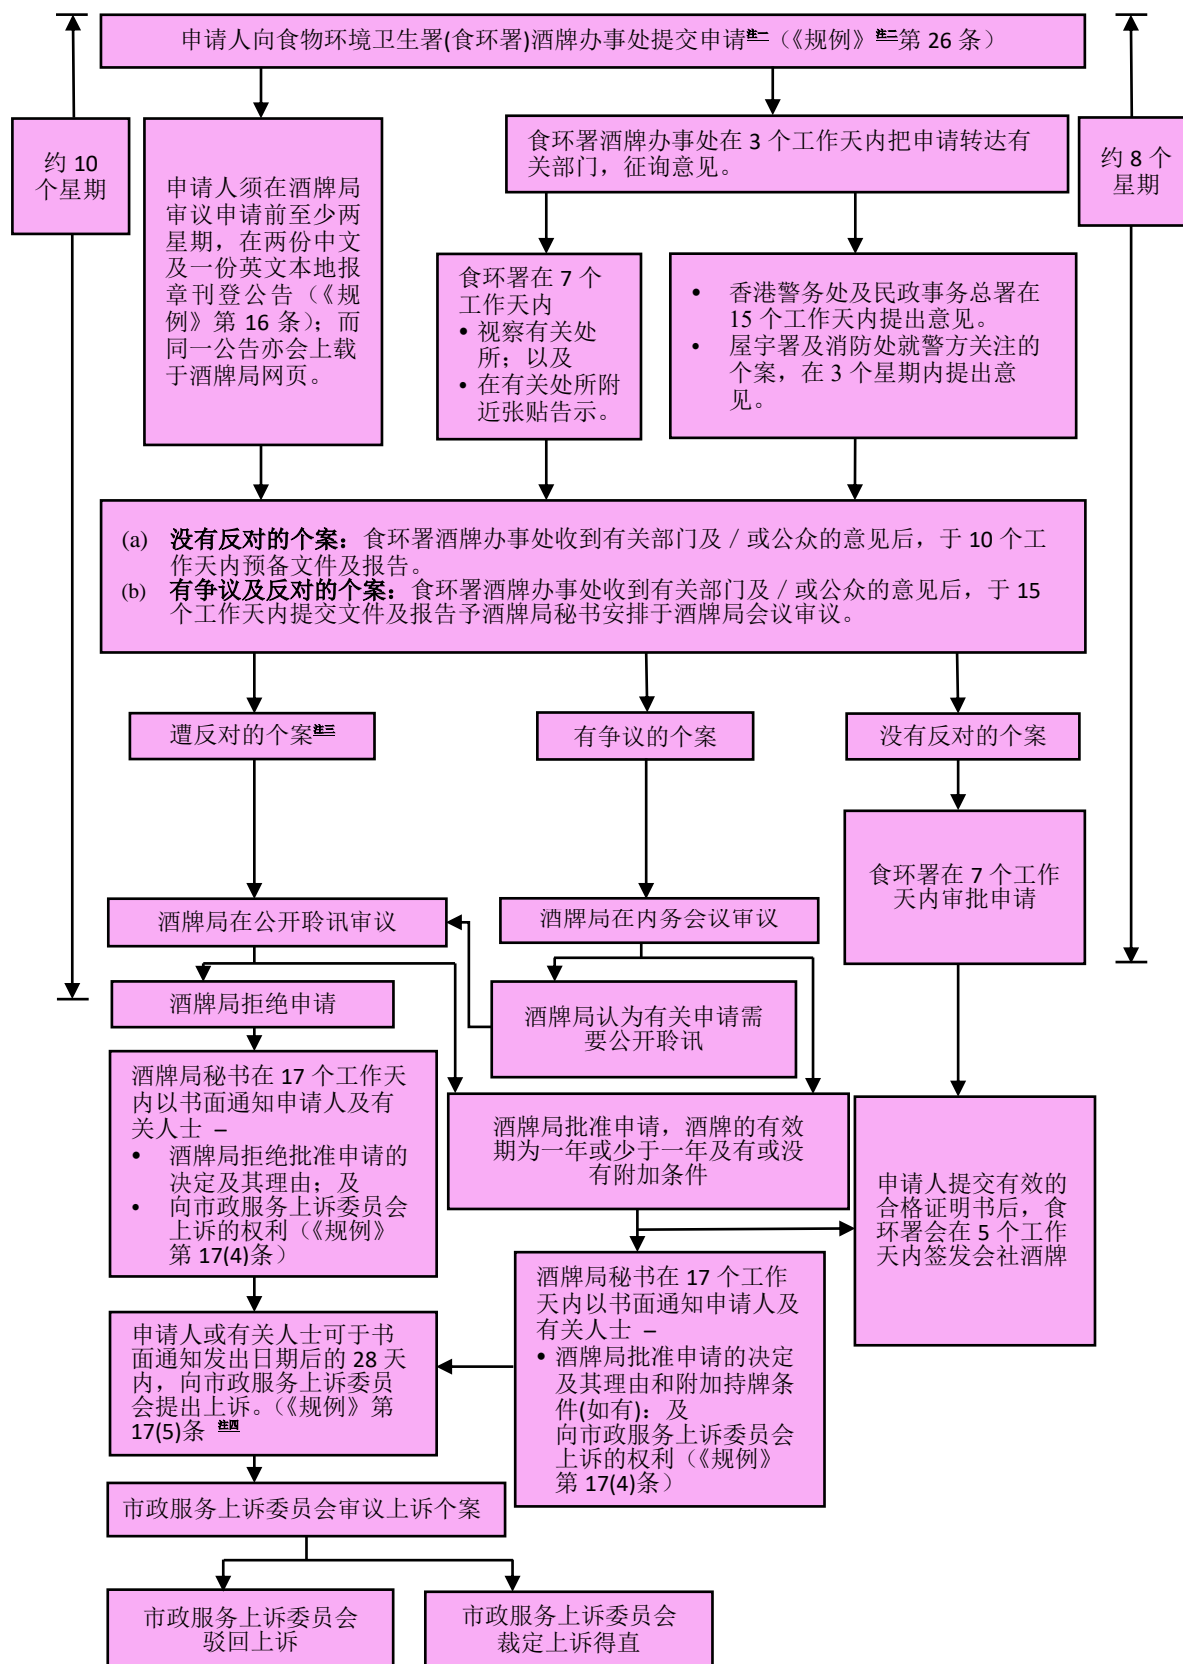 申请人向食物环境卫生署(食环署)酒牌办事处提交申请注一（《规例》注二第 26 条）
约 10
个星期
申请人须在酒牌局
审议申请前至少两
星期，在两份中文
及一份英文本地报
章刊登公告（《规
例》第 16 条）；而
同一公告亦会上载
于酒牌局网页。
食环署酒牌办事处在 3 个工作天内把申请转达有
关部门，征询意见。
约 8 个
星期
食环署在 7 个
工作天内
• 视察有关处
所；以及
• 在有关处所附
近张贴告示。
• 香港警务处及民政事务总署在
15 个工作天内提出意见。
• 屋宇署及消防处就警方关注的
个案，在 3 个星期内提出意
见。
(a) 没有反对的个案：食环署酒牌办事处收到有关部门及 / 或公众的意见后，于 10 个工
作天内预备文件及报告。
(b) 有争议及反对的个案：食环署酒牌办事处收到有关部门及 / 或公众的意见后，于 15
个工作天内提交文件及报告予酒牌局秘书安排于酒牌局会议审议。
遭反对的个案注三
有争议的个案
没有反对的个案
食环署在 7 个工作
天内审批申请
酒牌局在公开聆讯审议
酒牌局在内务会议审议
酒牌局拒绝申请
酒牌局认为有关申请需
要公开聆讯
酒牌局秘书在 17 个工作天
内以书面通知申请人及有
关人士 –
• 酒牌局拒绝批准申请的
决定及其理由；及
• 向市政服务上诉委员会
上诉的权利（《规例》
第 17(4)条）
酒牌局批准申请，酒牌的有效
期为一年或少于一年及有或没
有附加条件
申请人提交有效的
合格证明书后，食
环署会在 5 个工作
天内签发会社酒牌
酒牌局秘书在 17 个工作
天内以书面通知申请人及
有关人士 –
• 酒牌局批准申请的决定
及其理由和附加持牌条
件(如有)：及
向市政服务上诉委员会
上诉的权利（《规例》
第 17(4)条）
申请人或有关人士可于书
面通知发出日期后的 28 天
内，向市政服务上诉委员
会提出上诉。（《规例》第
17(5)条 注四
市政服务上诉委员会审议上诉个案
市政服务上诉委员会
驳回上诉
市政服务上诉委员会
裁定上诉得直